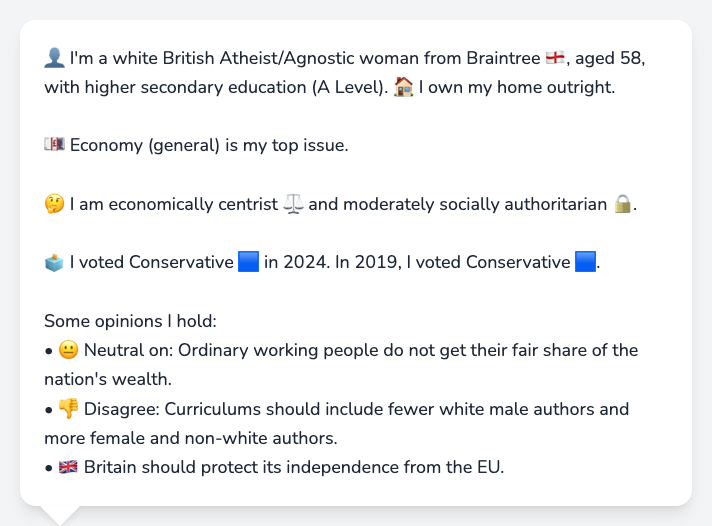 👤 I'm a white British Atheist/Agnostic woman from Braintree 🏴󠁧󠁢󠁥󠁮󠁧󠁿, aged 58,
with higher secondary education (A Level). 🏠 I own my home outright.
💷 Economy (general) is my top issue.
🤔 I am economically centrist ⚖️ and moderately socially authoritarian 🔒.
🗳️ I voted Conservative 🟦 in 2024. In 2019, I voted Conservative 🟦.
Some opinions I hold:
• 😐 Neutral on: Ordinary working people do not get their fair share of the
nation's wealth.
• 👎 Disagree: Curriculums should include fewer white male authors and
more female and non-white authors.
• 🇬🇧 Britain should protect its independence from the EU.